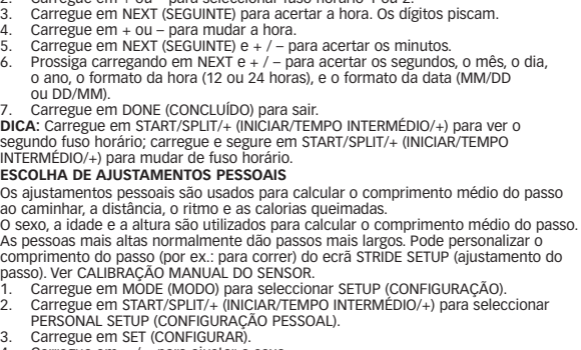 2. Carregue em + ou – para seleccionar fuso horário 1 ou 2.
3. Carregue em NEXT (SEGUINTE) para acertar a hora. Os dígitos piscam.
4. Carregue em + ou – para mudar a hora.
5. Carregue em NEXT (SEGUINTE) e + / – para acertar os minutos.
6. Prossiga carregando em NEXT e + / – para acertar os segundos, o mês, o dia,
o ano, o formato da hora (12 ou 24 horas), e o formato da data (MM/DD
ou DD/MM).
7. Carregue em DONE (CONCLUÍDO) para sair.
DICA: Carregue em START/SPLIT/+ (INICIAR/TEMPO INTERMÉDIO/+) para ver o
segundo fuso horário; carregue e segure em START/SPLIT/+ (INICIAR/TEMPO
INTERMÉDIO/+) para mudar de fuso horário.
ESCOLHA DE AJUSTAMENTOS PESSOAIS
Os ajustamentos pessoais são usados para calcular o comprimento médio do passo
ao caminhar, a distância, o ritmo e as calorias queimadas.
O sexo, a idade e a altura são utilizados para calcular o comprimento médio do passo.
As pessoas mais altas normalmente dão passos mais largos. Pode personalizar o
comprimento do passo (por ex.: para correr) do ecrã STRIDE SETUP (ajustamento do
passo). Ver CALIBRAÇÃO MANUAL DO SENSOR.
1. Carregue em MODE (MODO) para seleccionar SETUP (CONFIGURAÇÃO).
2. Carregue em START/SPLIT/+ (INICIAR/TEMPO INTERMÉDIO/+) para seleccionar
PERSONAL SETUP (CONFIGURAÇÃO PESSOAL).
3. Carregue em SET (CONFIGURAR).